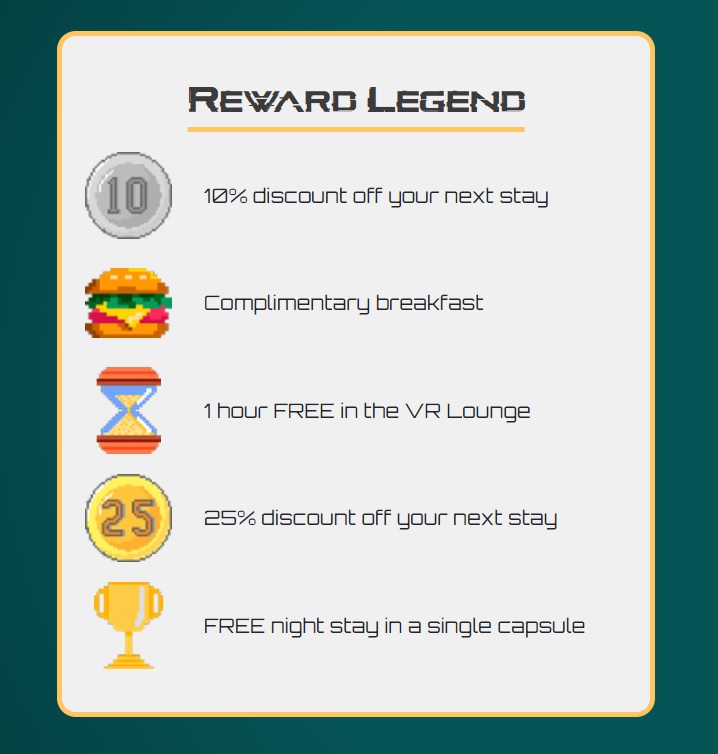 Reward Legend
10
10% discount off your next stay
Complimentary breakfast
1 hour FREE in the VR Lounge
25
25% discount off your next stay
FREE night stay in a single capsule